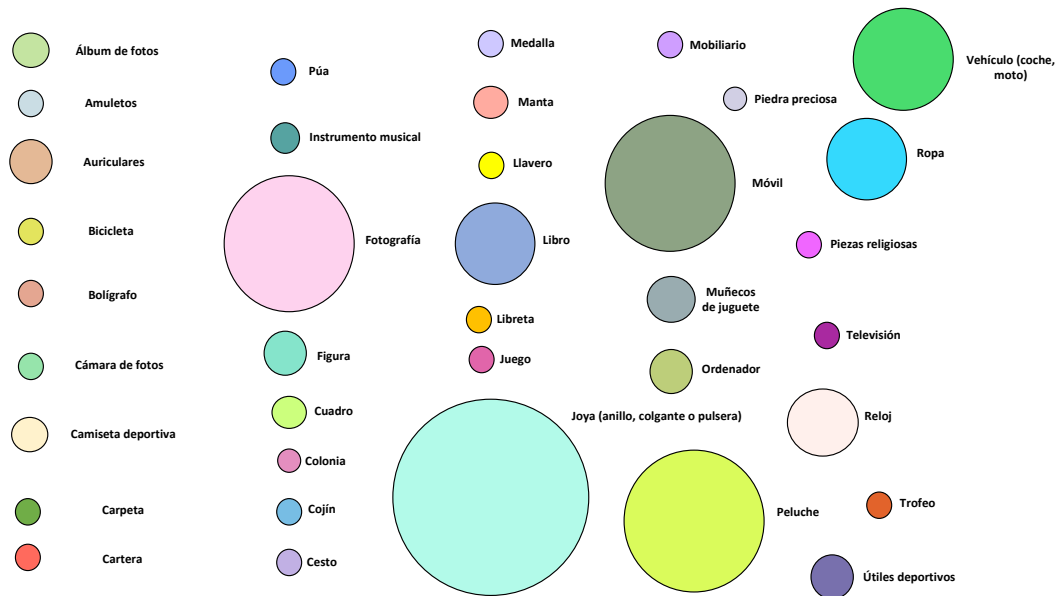 Álbum de fotos
Amuletos
Auriculares
Bicicleta
Bolígrafo
Cámara de fotos
Camiseta deportiva
Carpeta
Cartera
Púa
Instrumento musical
Fotografía
Figura
Cuadro
Colonia
Cojín
Cesto
Medalla
Manta
Llavero
Libro
Libreta
Juego
Joya (anillo, colgante o pulsera)
Mobiliario
Piedra preciosa
Móvil
Muñecos
de juguete
Ordenador
Peluche
Vehículo (coche,
moto)
Ropa
Piezas religiosas
Televisión
Reloj
Trofeo
Útiles deportivos